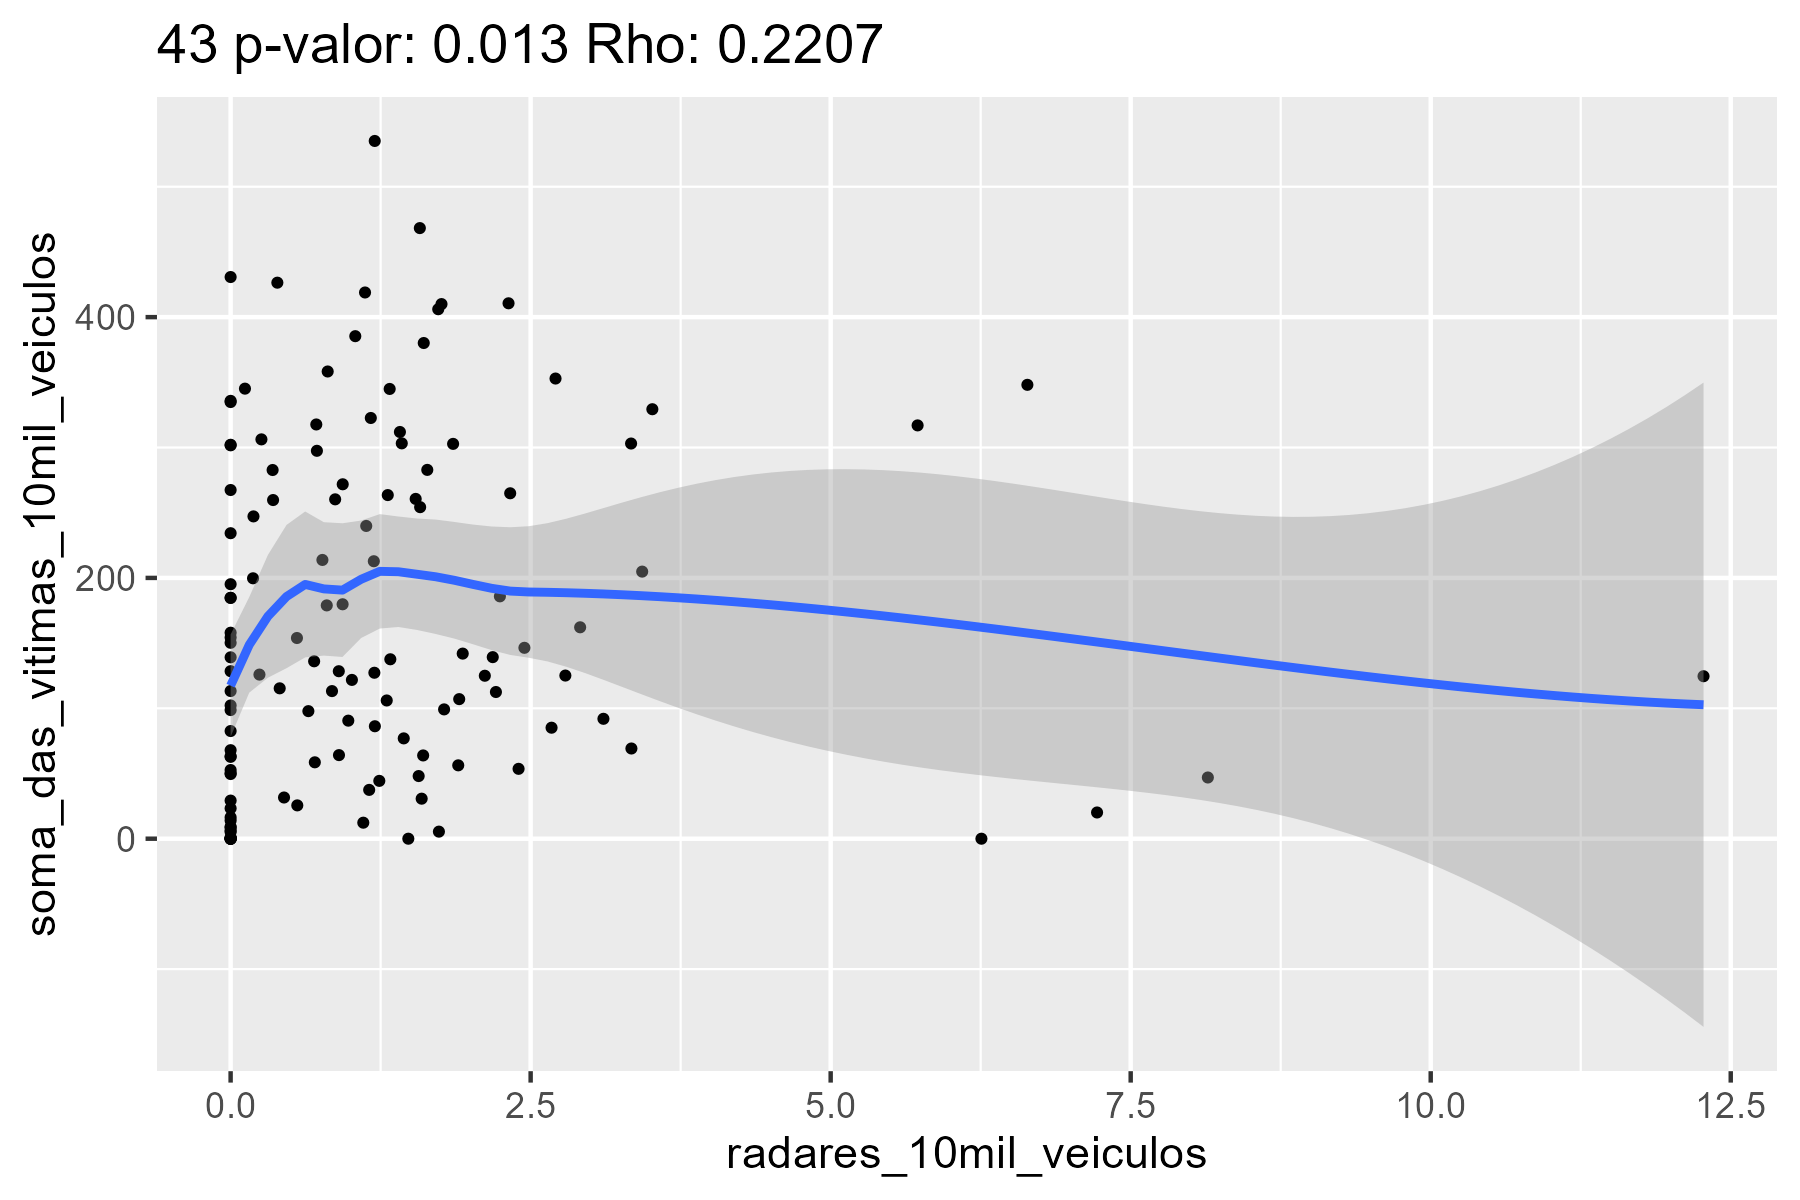 43 p-valor: 0.013 Rho: 0.2207
soma_das_vitimas_10mil_veiculos
400
200
0
0.0 2.5 5.0 7.5 10.0 12.5
radares_10mil_veiculos